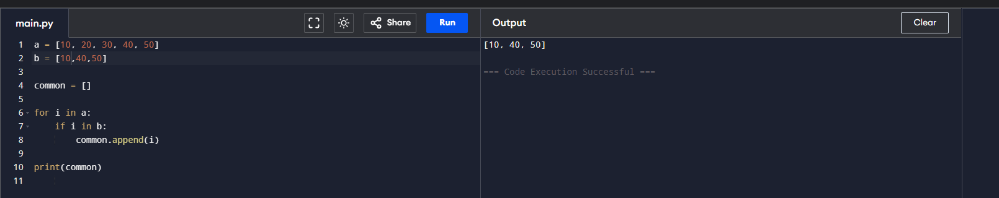 main.py
Share
Run
Output
Clear
1 a = [10, 20, 30, 40, 50]
2 b = [10,40,50]
3
4 common = []
5
6 for i in a:
7     if i in b:
8         common.append(i)
9
10 print(common)
11
[10, 40, 50]
=== Code Execution Successful ===